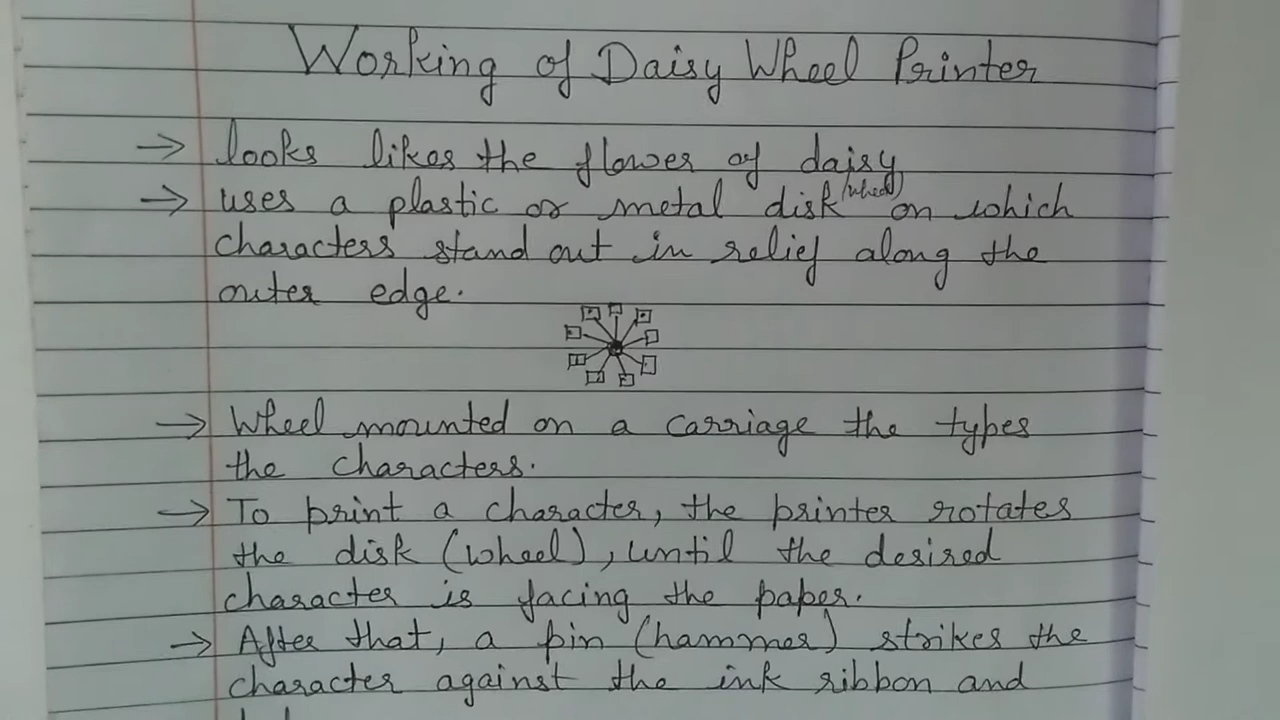 Working of Daisy Wheel Printer
→ looks likes the flower of daisy
→ uses a plastic or metal disk (wheel) on which
characters stand out in relief along the
outer edge.
→ Wheel mounted on a carriage the types
the characters.
→ To print a character, the printer rotates
the disk (wheel), until the desired
character is facing the paper.
→ After that, a pin (hammer) strikes the
character against the ink ribbon and